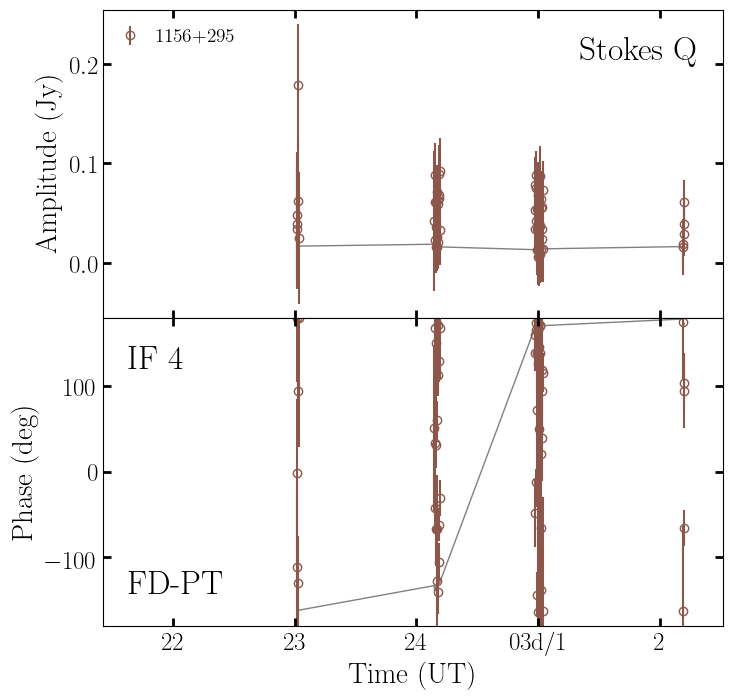 1156+295
Stokes Q
Amplitude (Jy)
0.2
0.1
0.0
IF 4
FD-PT
Phase (deg)
100
0
−100
22
23
24
03d/1
2
Time (UT)